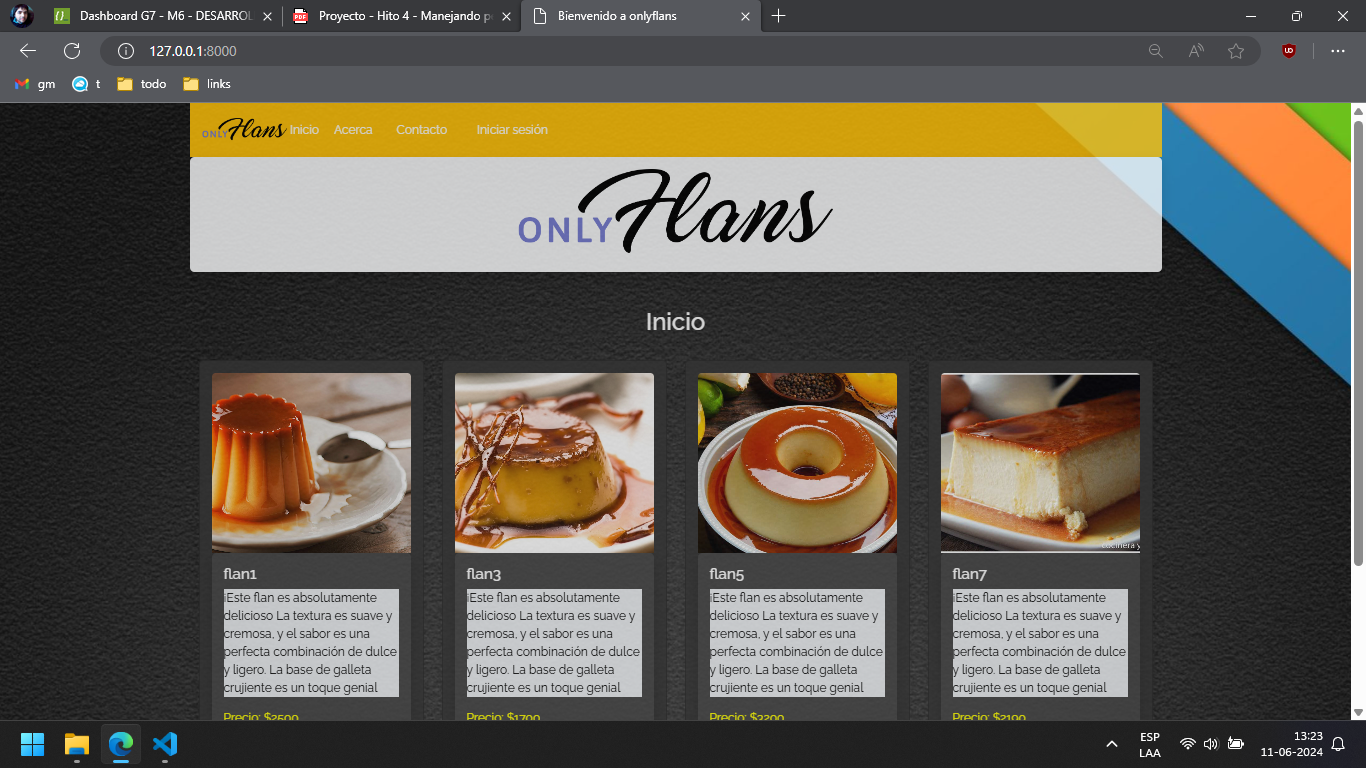 Dashboard G7 - M6 - DESARROL
Proyecto - Hito 4 - Manejando p
Bienvenido a onlyflans
127.0.0.1:8000
gm
t
todo
links
ONLY Flans Inicio Acerca Contacto Iniciar sesión
ONLY Flans
Inicio
flan1
¡Este flan es absolutamente
delicioso La textura es suave y
cremosa, y el sabor es una
perfecta combinación de dulce
y ligero. La base de galleta
crujiente es un toque genial
Precio: $2500
flan3
¡Este flan es absolutamente
delicioso La textura es suave y
cremosa, y el sabor es una
perfecta combinación de dulce
y ligero. La base de galleta
crujiente es un toque genial
Precio: $1700
flan5
¡Este flan es absolutamente
delicioso La textura es suave y
cremosa, y el sabor es una
perfecta combinación de dulce
y ligero. La base de galleta
crujiente es un toque genial
Precio: $3200
cocinera y
flan7
¡Este flan es absolutamente
delicioso La textura es suave y
cremosa, y el sabor es una
perfecta combinación de dulce
y ligero. La base de galleta
crujiente es un toque genial
Precio: $2100
ESP
LAA
13:23
11-06-2024